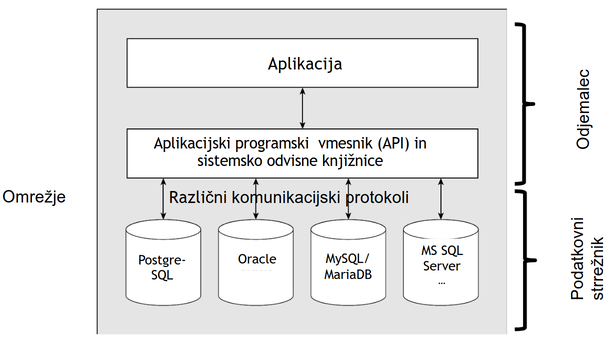 Aplikacija
Aplikacijski programski vmesnik (API) in
sistemsko odvisne knjižnice
Odjemalec
Omrežje
Različni komunikacijski protokoli
Postgre-
SQL
Oracle
MySQL/
MariaDB
MS SQL
Server
...
Podatkovni
strrežnik